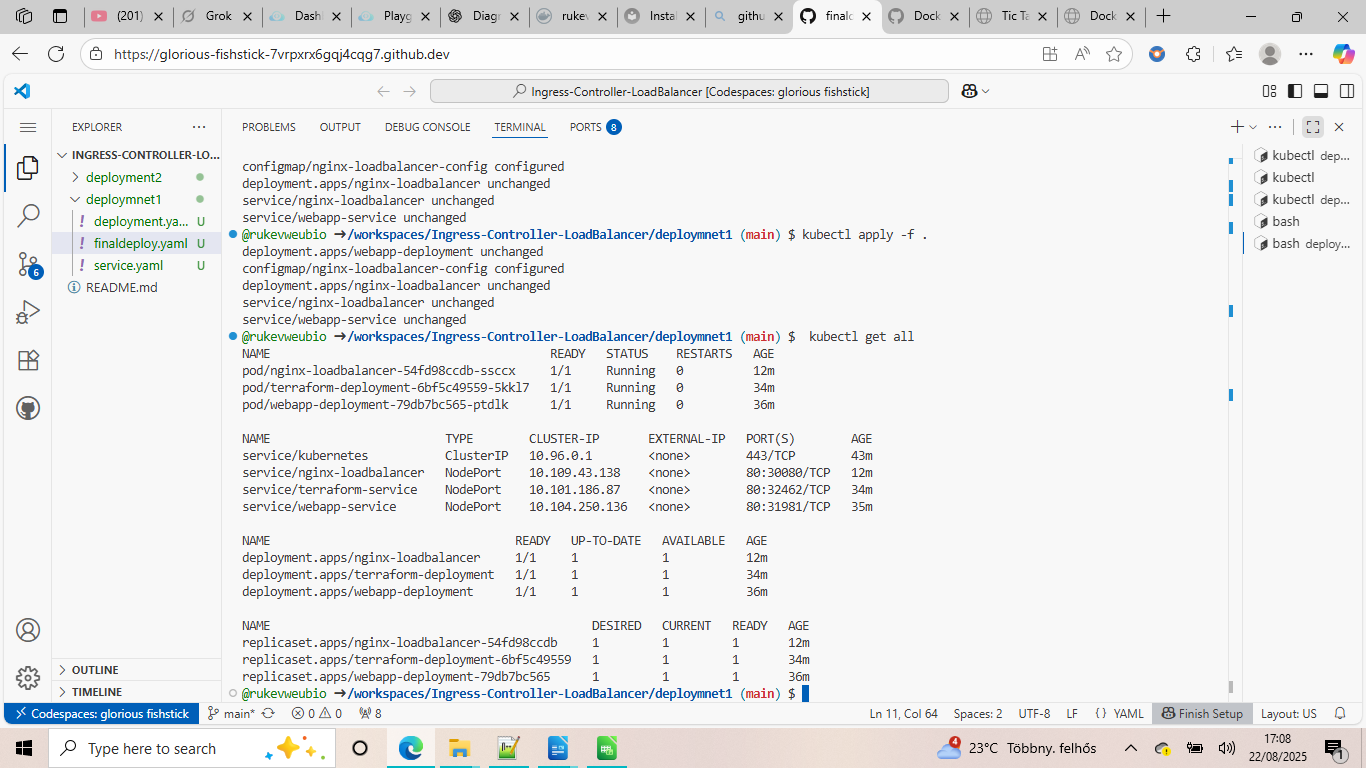 (201)
Grok
Dash
Playg
Diagr
rukev
Instal
githu
finald
Dock
Tic Ta
Dock
https://glorious-fishstick-7vrpxrx6gqj4cqg7.github.dev
Ingress-Controller-LoadBalancer [Codespaces: glorious fishstick]
EXPLORER
INGRESS-CONTROLLER-LO...
deployment2
deploymnet1
! deployment.ya... U
! finaldeploy.yaml U
! service.yaml U
README.md
OUTLINE
TIMELINE
6
PROBLEMS OUTPUT DEBUG CONSOLE TERMINAL PORTS 8
configmap/nginx-loadbalancer-config configured
deployment.apps/nginx-loadbalancer unchanged
service/nginx-loadbalancer unchanged
service/webapp-service unchanged
@rukevweubio ➜/workspaces/Ingress-Controller-LoadBalancer/deploymnet1 (main) $ kubectl apply -f .
deployment.apps/webapp-deployment unchanged
configmap/nginx-loadbalancer-config configured
deployment.apps/nginx-loadbalancer unchanged
service/nginx-loadbalancer unchanged
service/webapp-service unchanged
@rukevweubio ➜/workspaces/Ingress-Controller-LoadBalancer/deploymnet1 (main) $  kubectl get all
NAME READY STATUS RESTARTS AGE
pod/nginx-loadbalancer-54fd98ccdb-ssccx 1/1 Running 0 12m
pod/terraform-deployment-6bf5c49559-5kkl7 1/1 Running 0 34m
pod/webapp-deployment-79db7bc565-ptdlk 1/1 Running 0 36m
NAME TYPE CLUSTER-IP EXTERNAL-IP PORT(S) AGE
service/kubernetes ClusterIP 10.96.0.1 <none> 443/TCP 43m
service/nginx-loadbalancer NodePort 10.109.43.138 <none> 80:30080/TCP 12m
service/terraform-service NodePort 10.101.186.87 <none> 80:32462/TCP 34m
service/webapp-service NodePort 10.104.250.136 <none> 80:31981/TCP 35m
NAME READY UP-TO-DATE AVAILABLE AGE
deployment.apps/nginx-loadbalancer 1/1 1 1 12m
deployment.apps/terraform-deployment 1/1 1 1 34m
deployment.apps/webapp-deployment 1/1 1 1 36m
NAME DESIRED CURRENT READY AGE
replicaset.apps/nginx-loadbalancer-54fd98ccdb 1 1 1 12m
replicaset.apps/terraform-deployment-6bf5c49559 1 1 1 34m
replicaset.apps/webapp-deployment-79db7bc565 1 1 1 36m
@rukevweubio ➜/workspaces/Ingress-Controller-LoadBalancer/deploymnet1 (main) $
kubectl dep...
kubectl
kubectl dep...
bash
bash deploy...
Codespaces: glorious fishstick main* 0 0 8 Ln 11, Col 64 Spaces: 2 UTF-8 LF {} YAML Finish Setup Layout: US
Type here to search
4
23°C Többny. felhős
17:08
22/08/2025
1